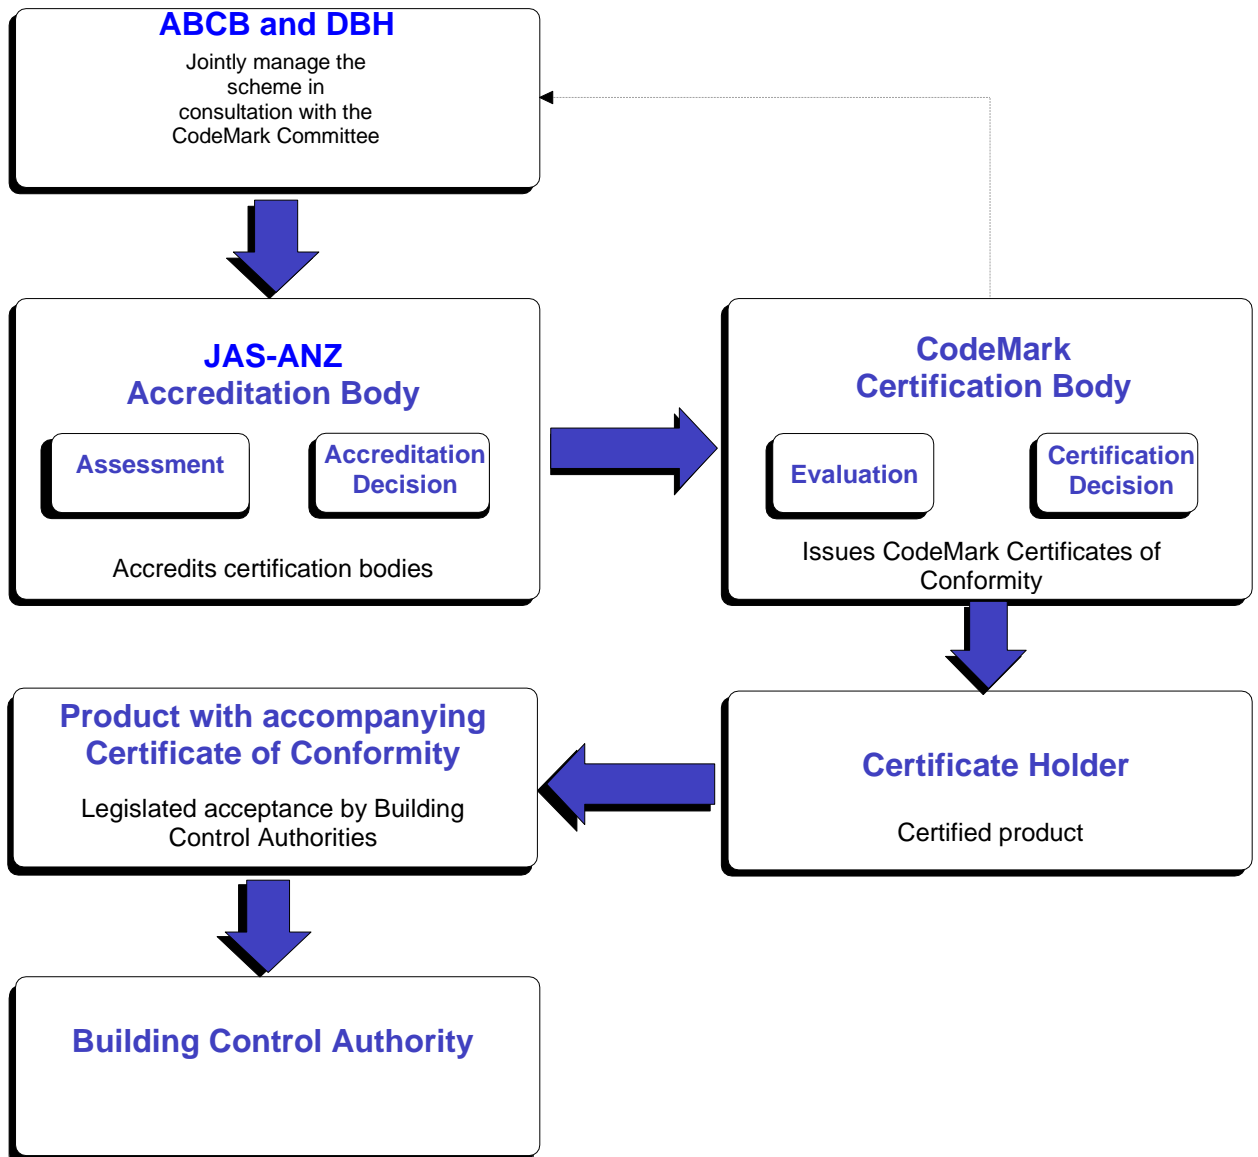 ABCB and DBH
Jointly manage the
scheme in
consultation with the
CodeMark Committee
JAS-ANZ
Accreditation Body
Assessment
Accreditation
Decision
Accredits certification bodies
CodeMark
Certification Body
Evaluation
Certification
Decision
Issues CodeMark Certificates of
Conformity
Product with accompanying
Certificate of Conformity
Legislated acceptance by Building
Control Authorities
Certificate Holder
Certified product
Building Control Authority